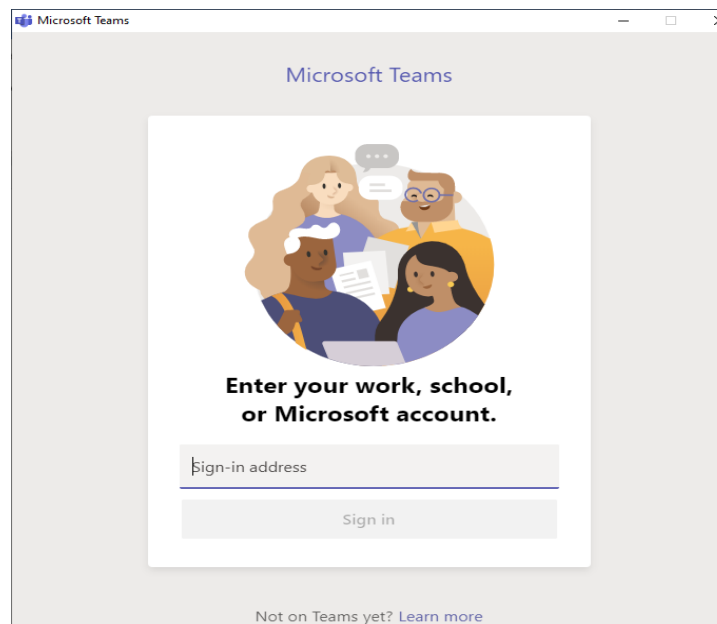 Microsoft Teams
Microsoft Teams
Enter your work, school,
or Microsoft account.
Sign-in address
Sign in
Not on Teams yet? Learn more